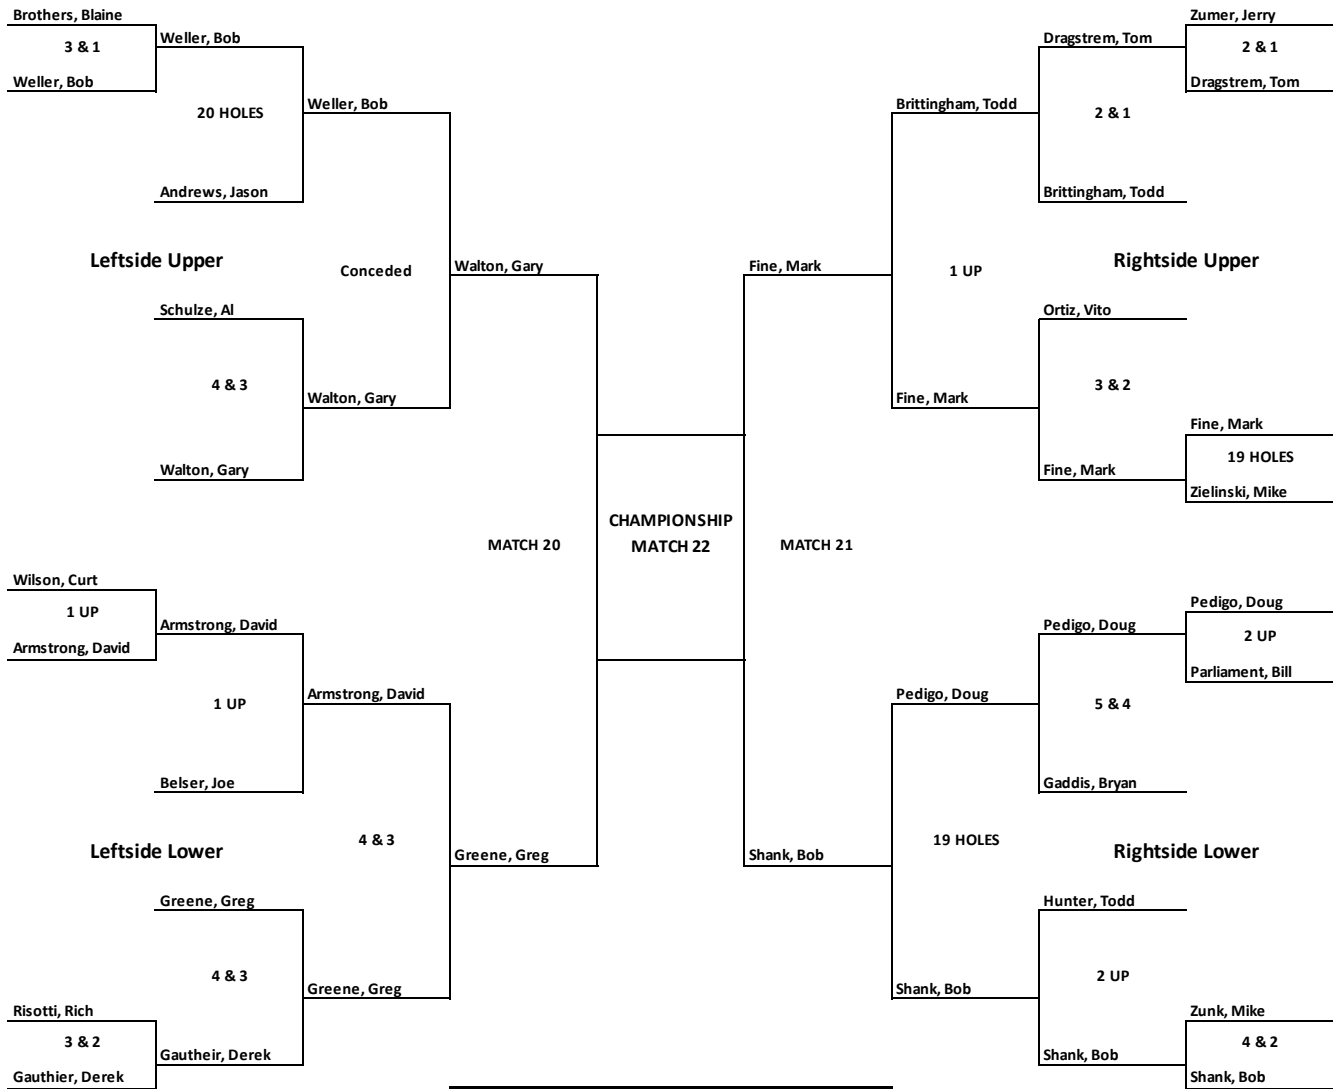 Brothers, Blaine
3 & 1
Weller, Bob
Weller, Bob
20 HOLES
Andrews, Jason
Weller, Bob
Leftside Upper
Conceded
Schulze, Al
4 & 3
Walton, Gary
Walton, Gary
Walton, Gary
MATCH 20
Wilson, Curt
1 UP
Armstrong, David
Armstrong, David
1 UP
Belser, Joe
Armstrong, David
Leftside Lower
4 & 3
Greene, Greg
4 & 3
Risotti, Rich
3 & 2
Gauthier, Derek
Gautheir, Derek
Greene, Greg
Greene, Greg
CHAMPIONSHIP
MATCH 22
Zumer, Jerry
2 & 1
Dragstrem, Tom
Dragstrem, Tom
2 & 1
Brittingham, Todd
Brittingham, Todd
Fine, Mark
1 UP
Rightside Upper
Ortiz, Vito
3 & 2
Fine, Mark
Fine, Mark
19 HOLES
Zielinski, Mike
Fine, Mark
MATCH 21
Pedigo, Doug
2 UP
Parliament, Bill
Pedigo, Doug
5 & 4
Gaddis, Bryan
Pedigo, Doug
19 HOLES
Rightside Lower
Shank, Bob
Hunter, Todd
2 UP
Shank, Bob
Shank, Bob
Zunk, Mike
4 & 2
Shank, Bob